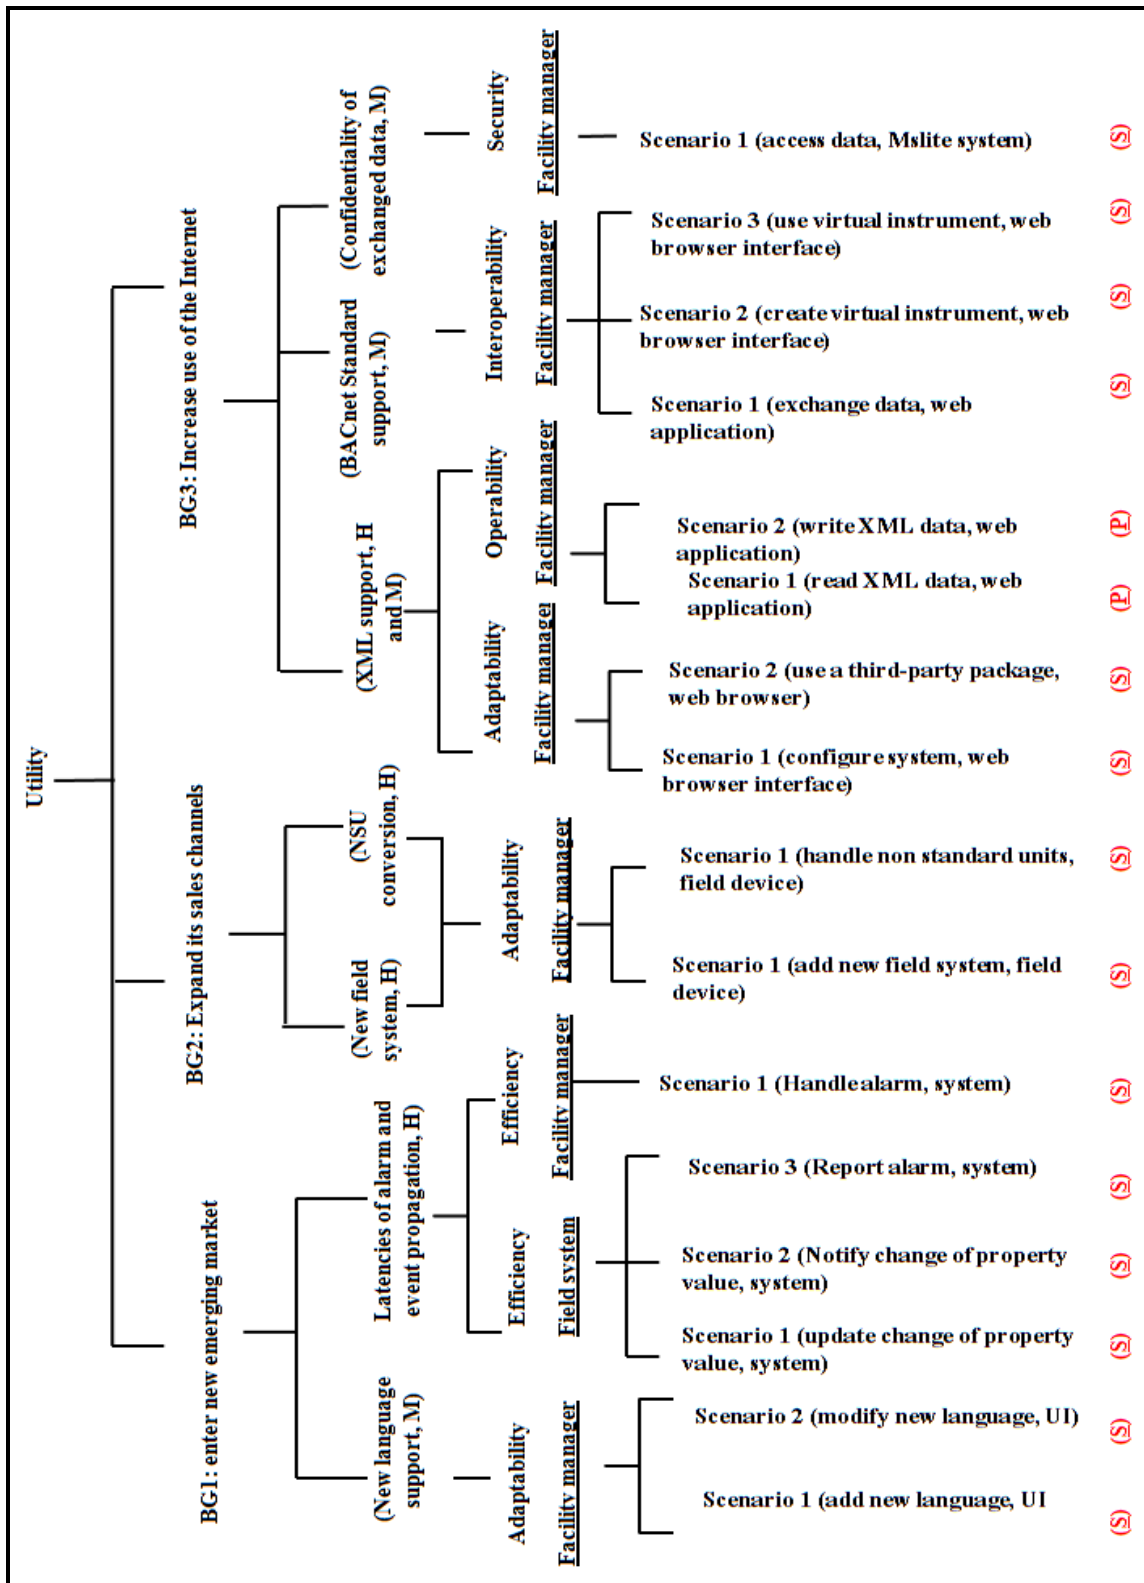 Utility
BG1: enter new emerging market
BG2: Expand its sales channels
BG3: Increase use of the Internet
(New language
support, M)
Latencies of alarm and
event propagation, H)
(New field
system, H)
(NSU
conversion, H)
(XML support, H
and M)
(BACnet Standard
support, M)
(Confidentiality of
exchanged data, M)
Adaptability
Efficiency
Efficiency
Adaptability
Adaptability
Operability
Interoperability
Security
Facility manager
Field system
Facility manager
Facility manager
Facility manager
Facility manager
Facility manager
Facility manager
Scenario 1 (access data, Mslite system)
Scenario 3 (use virtual instrument, web
browser interface)
Scenario 2 (create virtual instrument, web
browser interface)
Scenario 1 (exchange data, web
application)
Scenario 2 (write XML data, web
application)
Scenario 1 (read XML data, web
application)
Scenario 2 (use a third-party package,
web browser)
Scenario 1 (configure system, web
browser interface)
Scenario 1 (handle non standard units,
field device)
Scenario 1 (add new field system, field
device)
Scenario 1 (Handle alarm, system)
Scenario 3 (Report alarm, system)
Scenario 2 (Notify change of property
value, system)
Scenario 1 (update change of property
value, system)
Scenario 2 (modify new language, UI)
Scenario 1 (add new language, UI
(S)
(S)
(S)
(S)
(P)
(P)
(S)
(S)
(S)
(S)
(S)
(S)
(S)
(S)
(S)
(S)